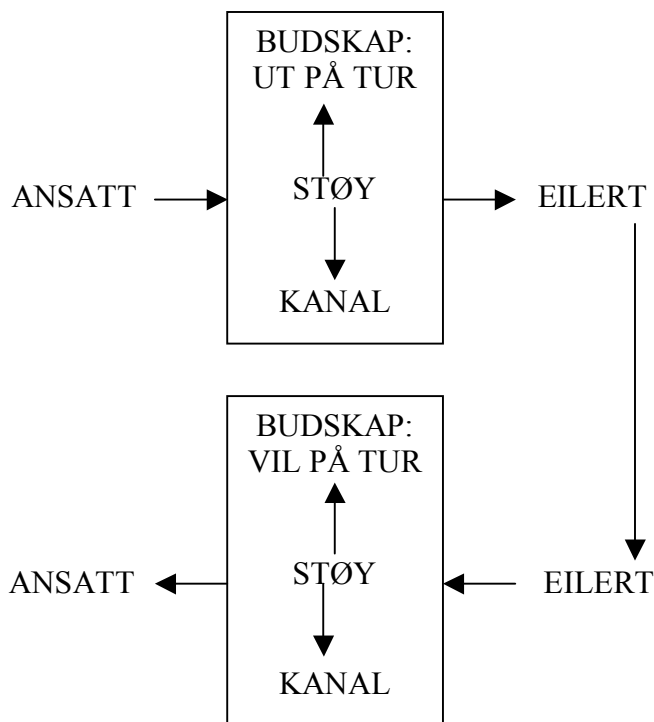 BUDSKAP:
UT PÅ TUR
ANSATT
STØY
EILERT
KANAL
BUDSKAP:
VIL PÅ TUR
ANSATT
STØY
EILERT
KANAL